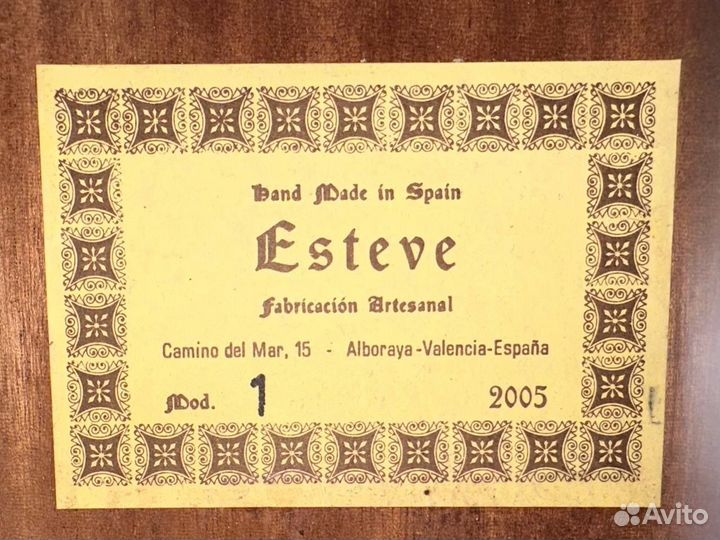 Hand Made in Spain
Esteve
Fabricación Artesanal
Camino del Mar, 15 - Alboraya-Valencia-España
Mod. 1 2005
Avito